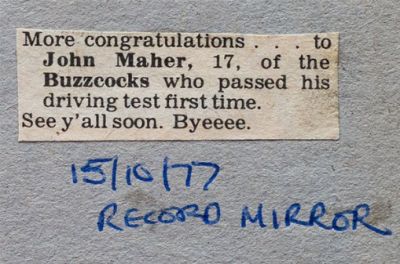 More congratulations . . . to
John Maher, 17, of the
Buzzcocks who passed his
driving test first time.
See y'all soon. Byeeee.
15/10/77
RECORD MIRROR